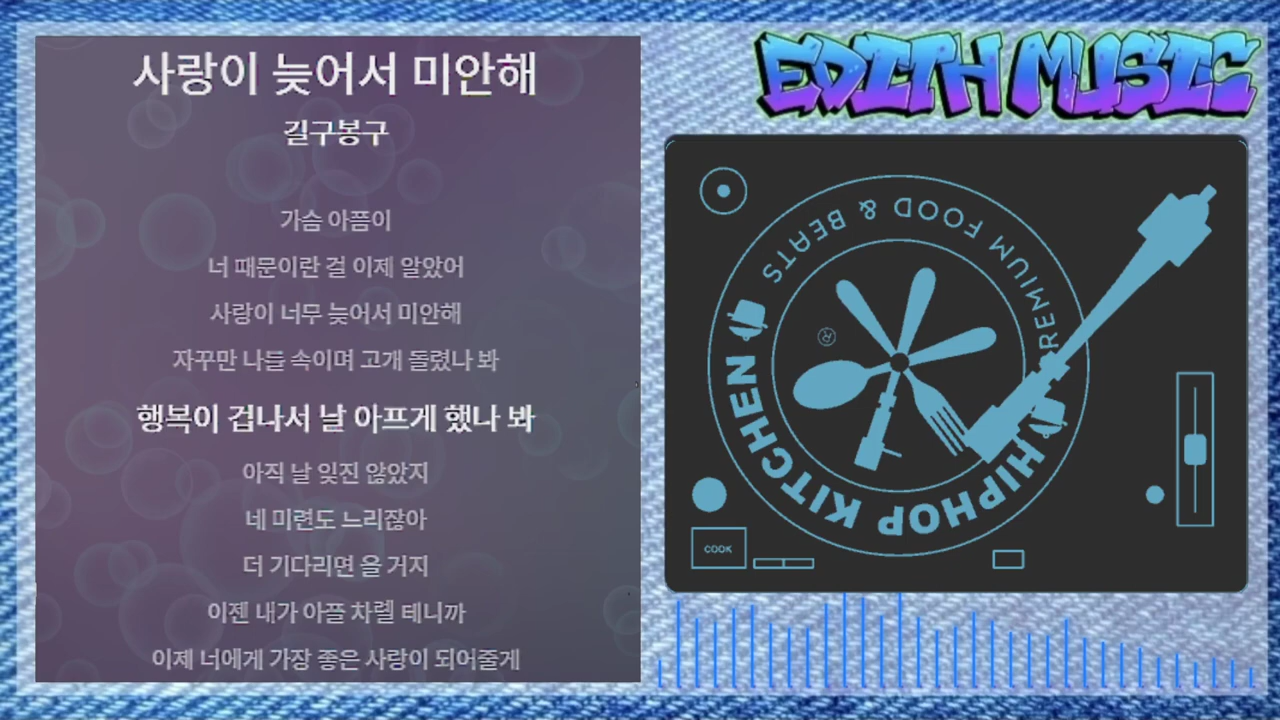 사랑이 늦어서 미안해
길구봉구
가슴 아픔이
너 때문이란 걸 이제 알았어
사랑이 너무 늦어서 미안해
자꾸만 나를 속이며 고개 돌렸나 봐
행복이 겁나서 날 아프게 했나 봐
아직 날 잊진 않았지
네 미련도 느리잖아
더 기다리면 올 거지
이젠 내가 아플 차렐 테니까
이제 너에게 가장 좋은 사랑이 되어줄게
EDITH MUSIC
PREMIUM FOOD & BEATS
HIPHOP KITCHEN
®
COOK